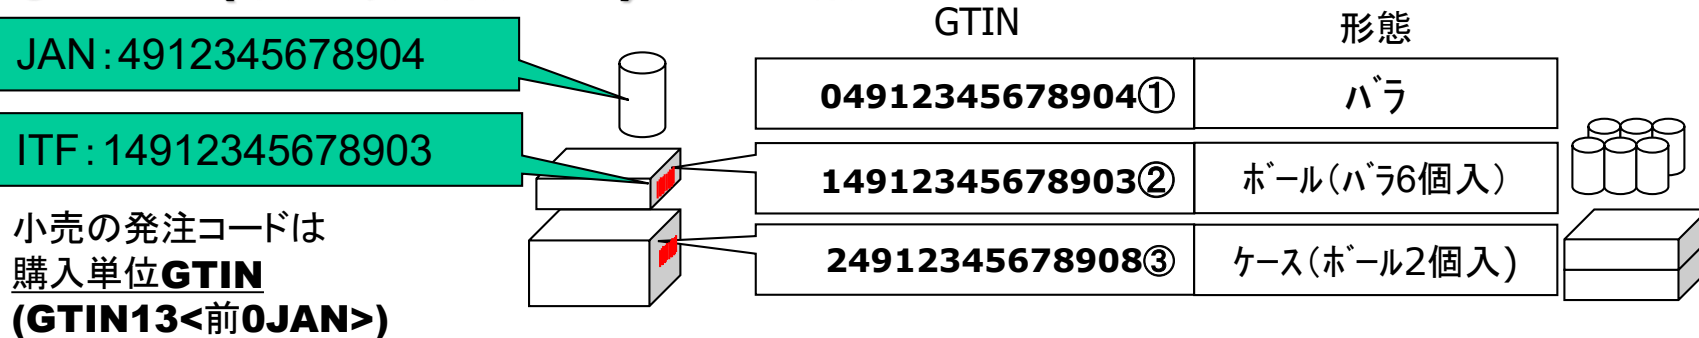 JAN:4912345678904
ITF:14912345678903
小売の発注コードは
購入単位GTIN
(GTIN13<前0JAN>)
GTIN 形態
04912345678904① バラ
14912345678903② ボール(バラ6個入)
24912345678908③ ケース(ボール2個入)